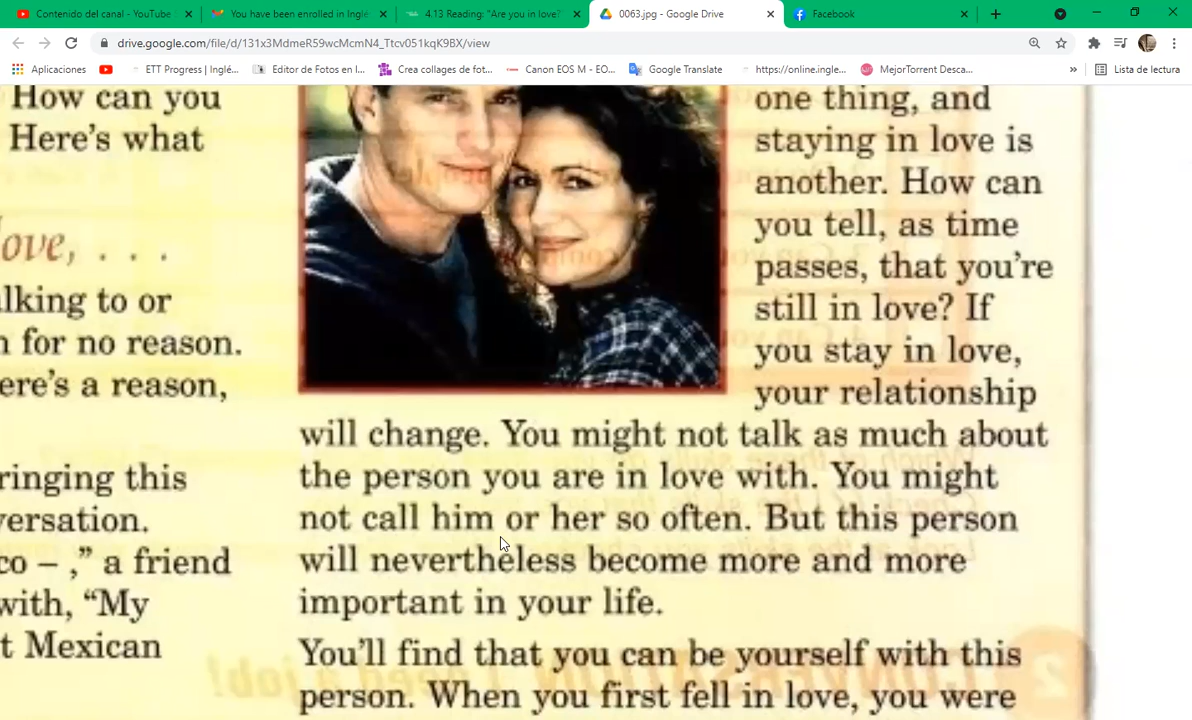 Contenido del canal - YouTube
You have been enrolled in Inglé
4.13 Reading: "Are you in love?"
0063.jpg - Google Drive
Facebook
drive.google.com/file/d/131x3MdmeR59wcMcmN4_Ttcv051kqK9BX/view
Aplicaciones
ETT Progress | Inglé...
Editor de Fotos en l...
Crea collages de fot...
Canon EOS M - EO...
Google Translate
https://online.ingle...
MejorTorrent Desca...
»
Lista de lectura
How can you
Here's what
love, . . .
alking to or
n for no reason.
ere's a reason,
ringing this
versation.
co – ," a friend
with, "My
t Mexican
one thing, and
staying in love is
another. How can
you tell, as time
passes, that you're
still in love? If
you stay in love,
your relationship
will change. You might not talk as much about
the person you are in love with. You might
not call him or her so often. But this person
will nevertheless become more and more
important in your life.
You'll find that you can be yourself with this
person. When you first fell in love, you were